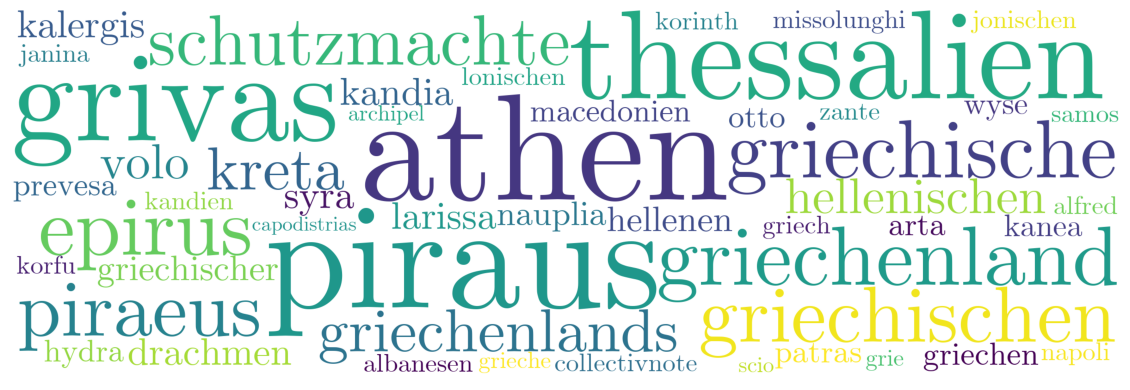 kalergis
korinth
missolunghi
jonischen
janina
schutzmachte
thessalien
lonischen
grivas
kandia
archipel
macedonien
otto
zante
wyse
samos
athen
griechische
volo
kreta
prevesa
syra
kandien
capodistrias
larissa
nauplia
hellenen
hellenischen
alfred
griech
arta
kanea
epirus
korfu
griechischer
piraus
griechenland
piraeus
griechenlands
griechischen
hydra
drachmen
albanesen
grieche
collectivnote
scio
patras
grie
griechen
napoli